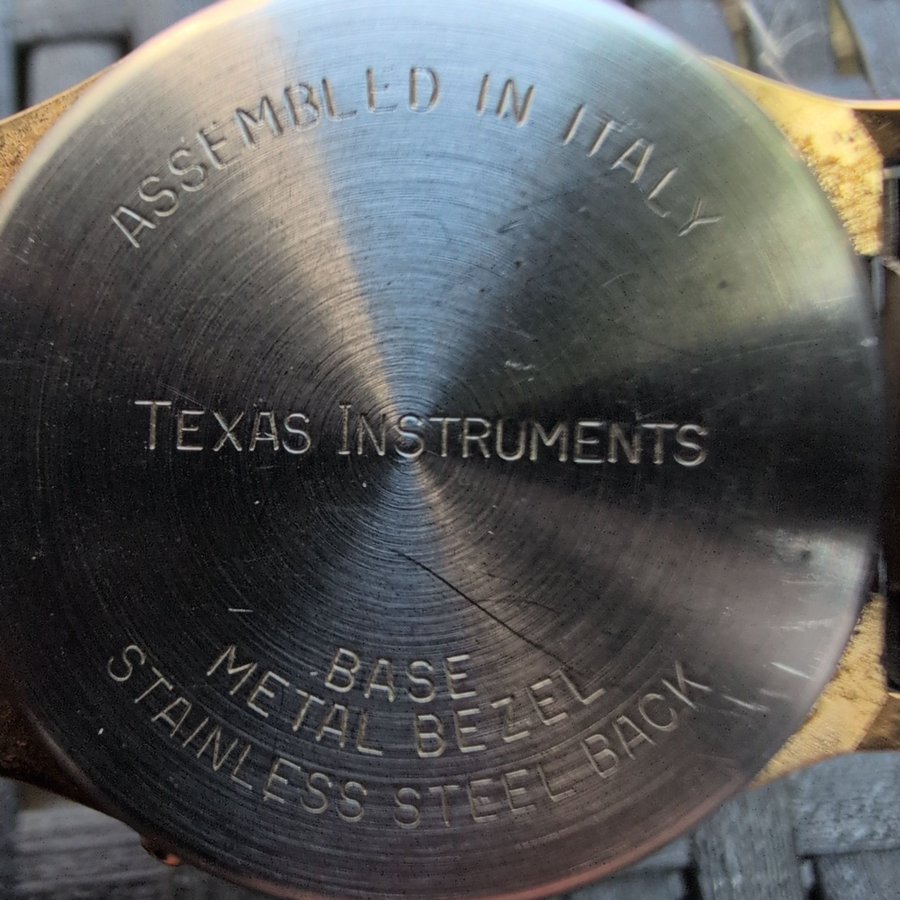 ASSEMBLED IN ITALY
TEXAS INSTRUMENTS
BASE
METAL BEZEL
STAINLESS STEEL BACK